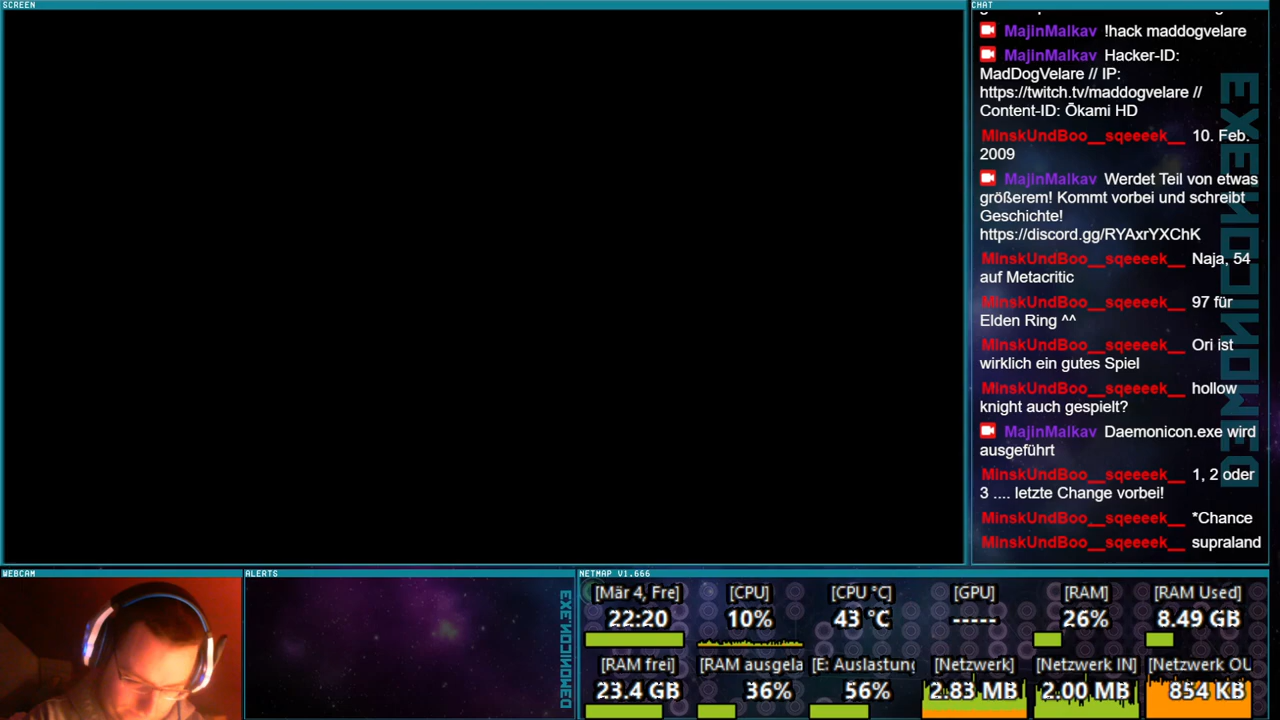 SCREEN
CHAT
MajinMalkav !hack maddogvelare
MajinMalkav Hacker-ID:
MadDogVelare // IP:
https://twitch.tv/maddogvelare //
Content-ID: Ōkami HD
MinskUndBoo__sqeeeek__ 10. Feb.
2009
MajinMalkav Werdet Teil von etwas
größerem! Kommt vorbei und schreibt
Geschichte!
https://discord.gg/RYAxrYXChK
MinskUndBoo__sqeeeek__ Naja, 54
auf Metacritic
MinskUndBoo__sqeeeek__ 97 für
Elden Ring ^^
MinskUndBoo__sqeeeek__ Ori ist
wirklich ein gutes Spiel
MinskUndBoo__sqeeeek__ hollow
knight auch gespielt?
MajinMalkav Daemonicon.exe wird
ausgeführt
MinskUndBoo__sqeeeek__ 1, 2 oder
3 .... letzte Change vorbei!
MinskUndBoo__sqeeeek__ *Chance
MinskUndBoo__sqeeeek__ supraland
WEBCAM
ALERTS
NETMAP V1.666
[Mär 4, Fre] [CPU] [CPU °C] [GPU] [RAM] [RAM Used]
22:20 10% 43 °C ----- 26% 8.49 GB
[RAM frei] [RAM ausgela [E: Auslastung [Netzwerk] [Netzwerk IN] [Netzwerk OU
23.4 GB 36% 56% 2.83 MB 2.00 MB 854 KB